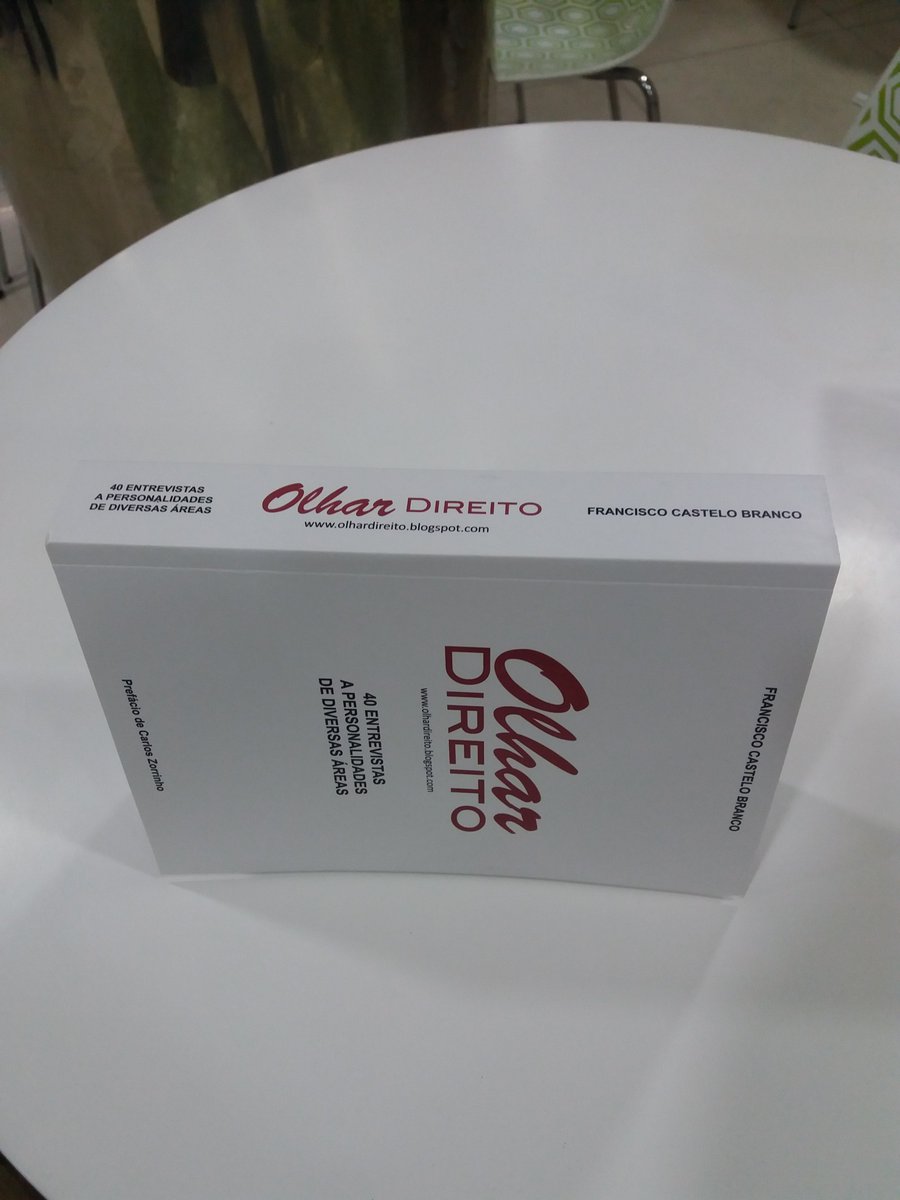 40 ENTREVISTAS
A PERSONALIDADES
DE DIVERSAS ÁREAS
Olhar DIREITO
www.olhardireito.blogspot.com
FRANCISCO CASTELO BRANCO
FRANCISCO CASTELO BRANCO
Olhar
DIREITO
www.olhardireito.blogspot.com
40 ENTREVISTAS
A PERSONALIDADES
DE DIVERSAS ÁREAS
Prefácio de Carlos Zorrinho